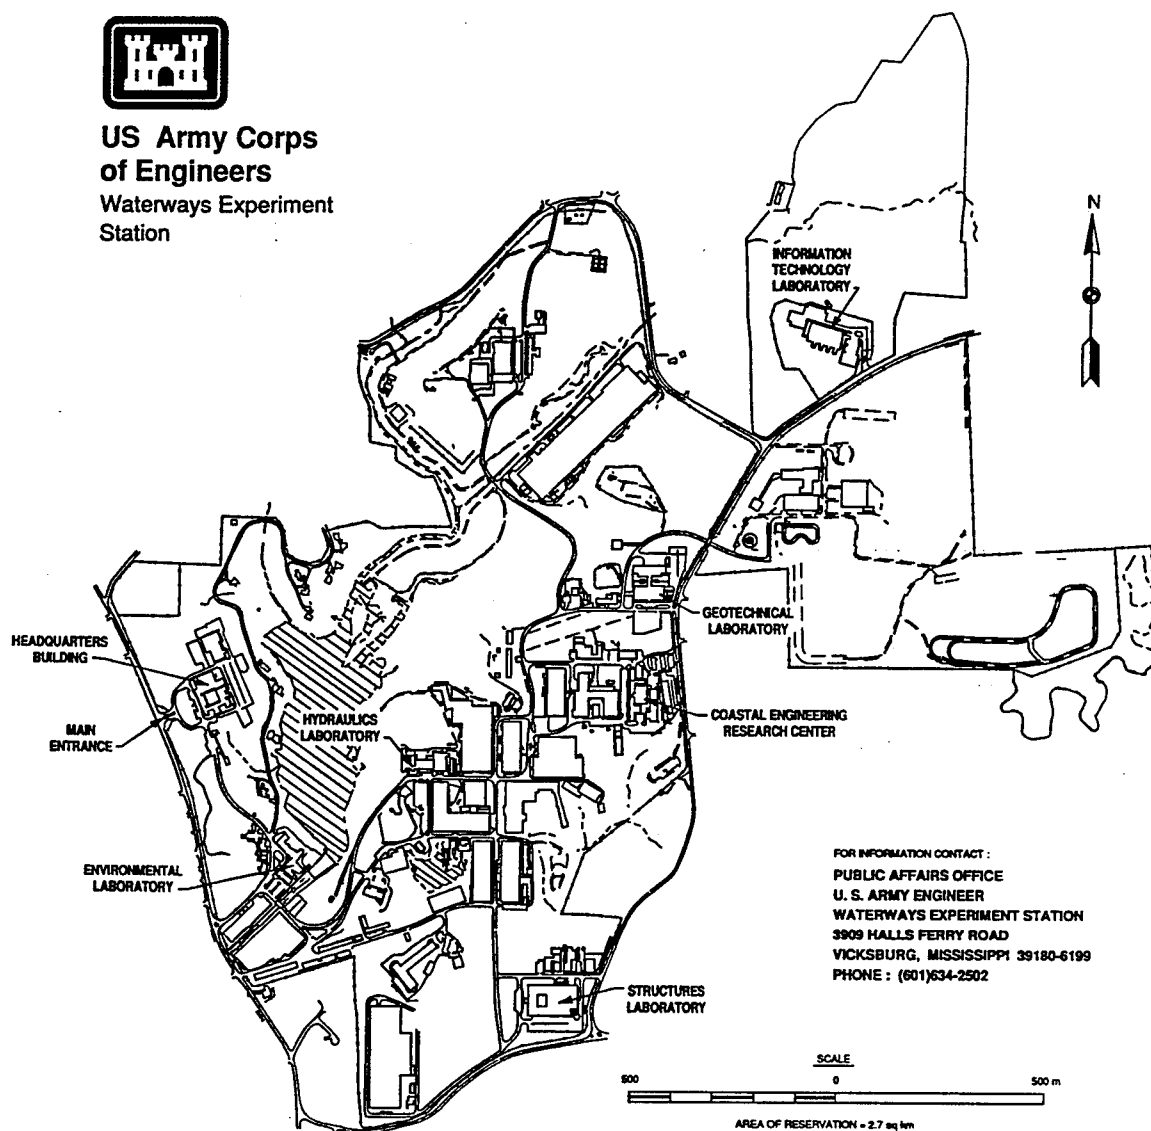 US Army Corps
of Engineers
Waterways Experiment
Station
N
INFORMATION
TECHNOLOGY
LABORATORY
GEOTECHNICAL
LABORATORY
HEADQUARTERS
BUILDING
MAIN
ENTRANCE
HYDRAULICS
LABORATORY
COASTAL ENGINEERING
RESEARCH CENTER
ENVIRONMENTAL
LABORATORY
STRUCTURES
LABORATORY
FOR INFORMATION CONTACT :
PUBLIC AFFAIRS OFFICE
U. S. ARMY ENGINEER
WATERWAYS EXPERIMENT STATION
3909 HALLS FERRY ROAD
VICKSBURG, MISSISSIPPI 39180-6199
PHONE : (601)634-2502
SCALE
500 0 500 m
AREA OF RESERVATION = 2.7 sq km